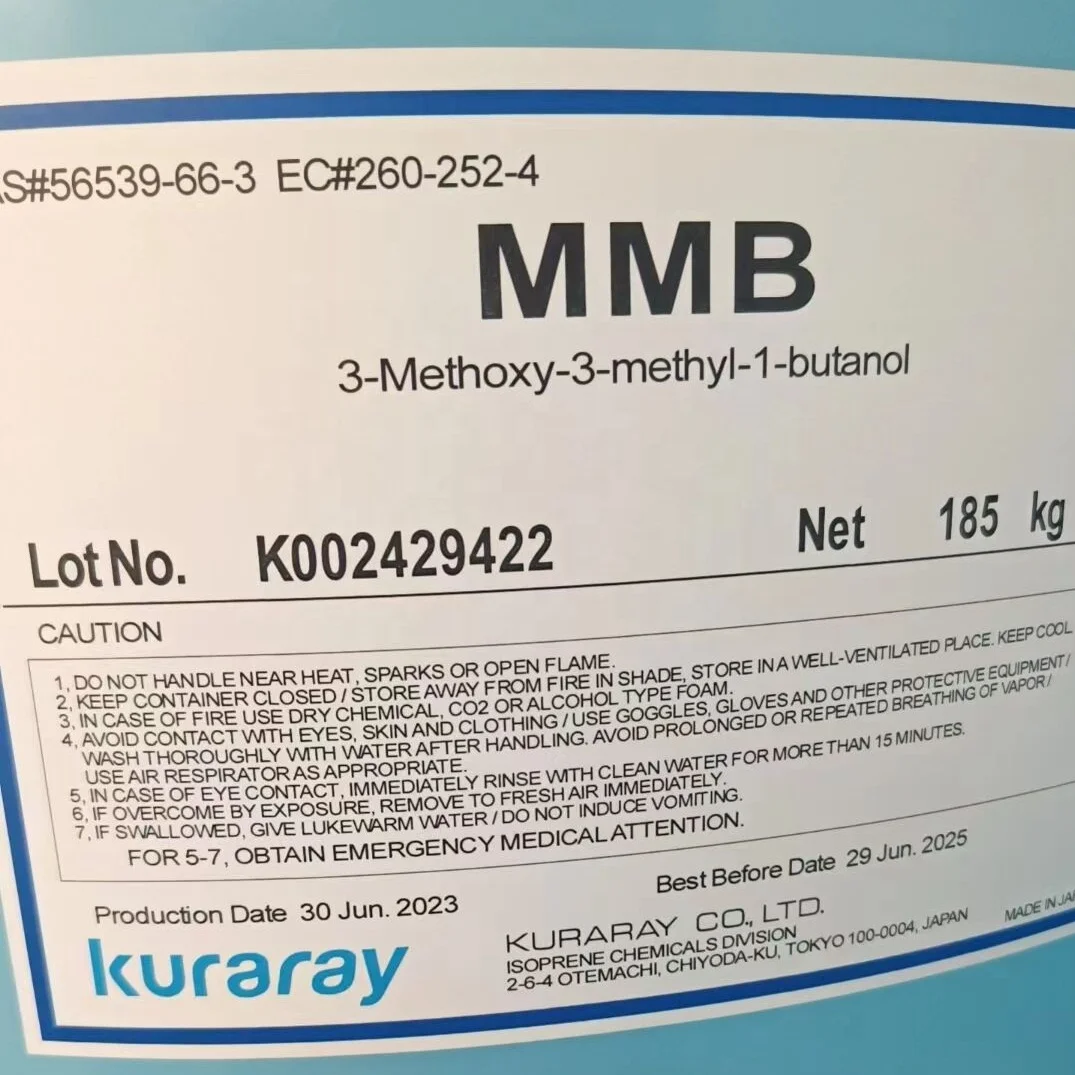 AS#56539-66-3 EC#260-252-4
MMB
3-Methoxy-3-methyl-1-butanol
Lot No. K002429422 Net 185 kg
CAUTION
1, DO NOT HANDLE NEAR HEAT, SPARKS OR OPEN FLAME.
2, KEEP CONTAINER CLOSED / STORE AWAY FROM FIRE IN SHADE, STORE IN A WELL-VENTILATED PLACE. KEEP COOL
3, IN CASE OF FIRE USE DRY CHEMICAL, CO2 OR ALCOHOL TYPE FOAM.
4, AVOID CONTACT WITH EYES, SKIN AND CLOTHING / USE GOGGLES, GLOVES AND OTHER PROTECTIVE EQUIPMENT /
WASH THOROUGHLY WITH WATER AFTER HANDLING. AVOID PROLONGED OR REPEATED BREATHING OF VAPOR /
USE AIR RESPIRATOR AS APPROPRIATE.
5, IN CASE OF EYE CONTACT, IMMEDIATELY RINSE WITH CLEAN WATER FOR MORE THAN 15 MINUTES.
6, IF OVERCOME BY EXPOSURE, REMOVE TO FRESH AIR IMMEDIATELY.
7, IF SWALLOWED, GIVE LUKEWARM WATER / DO NOT INDUCE VOMITING.
FOR 5-7, OBTAIN EMERGENCY MEDICAL ATTENTION.
Production Date 30 Jun. 2023 Best Before Date 29 Jun. 2025
kuraray
KURARAY CO., LTD.
ISOPRENE CHEMICALS DIVISION
2-6-4 OTEMACHI, CHIYODA-KU, TOKYO 100-0004, JAPAN
MADE IN JA